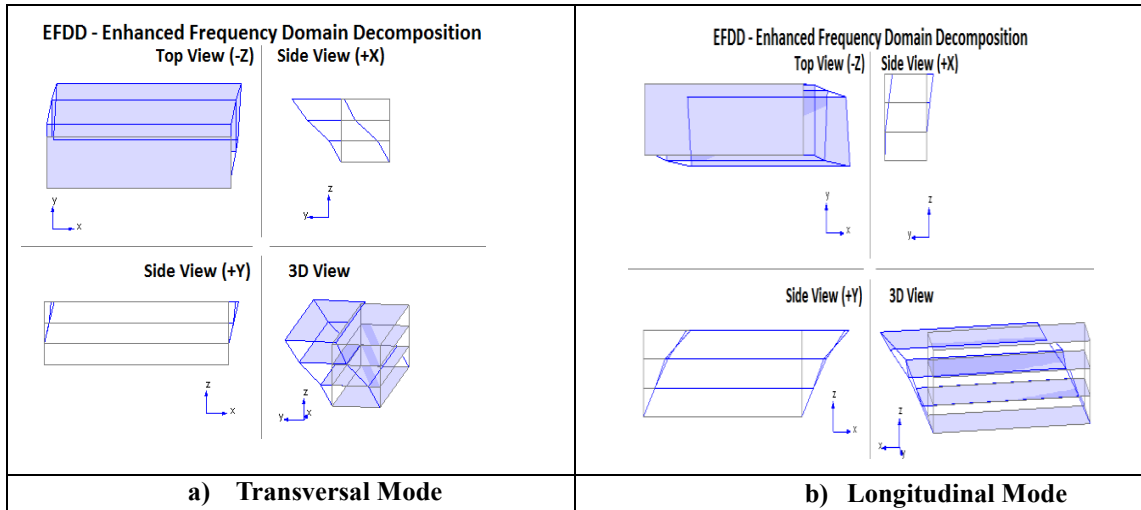 EFDD - Enhanced Frequency Domain Decomposition
Top View (-Z) Side View (+X)
y
x
z
y
Side View (+Y) 3D View
z
x
z
y x
a) Transversal Mode
EFDD - Enhanced Frequency Domain Decomposition
Top View (-Z) Side View (+X)
y
x
z
y
Side View (+Y) 3D View
z
x
z
x
y
b) Longitudinal Mode